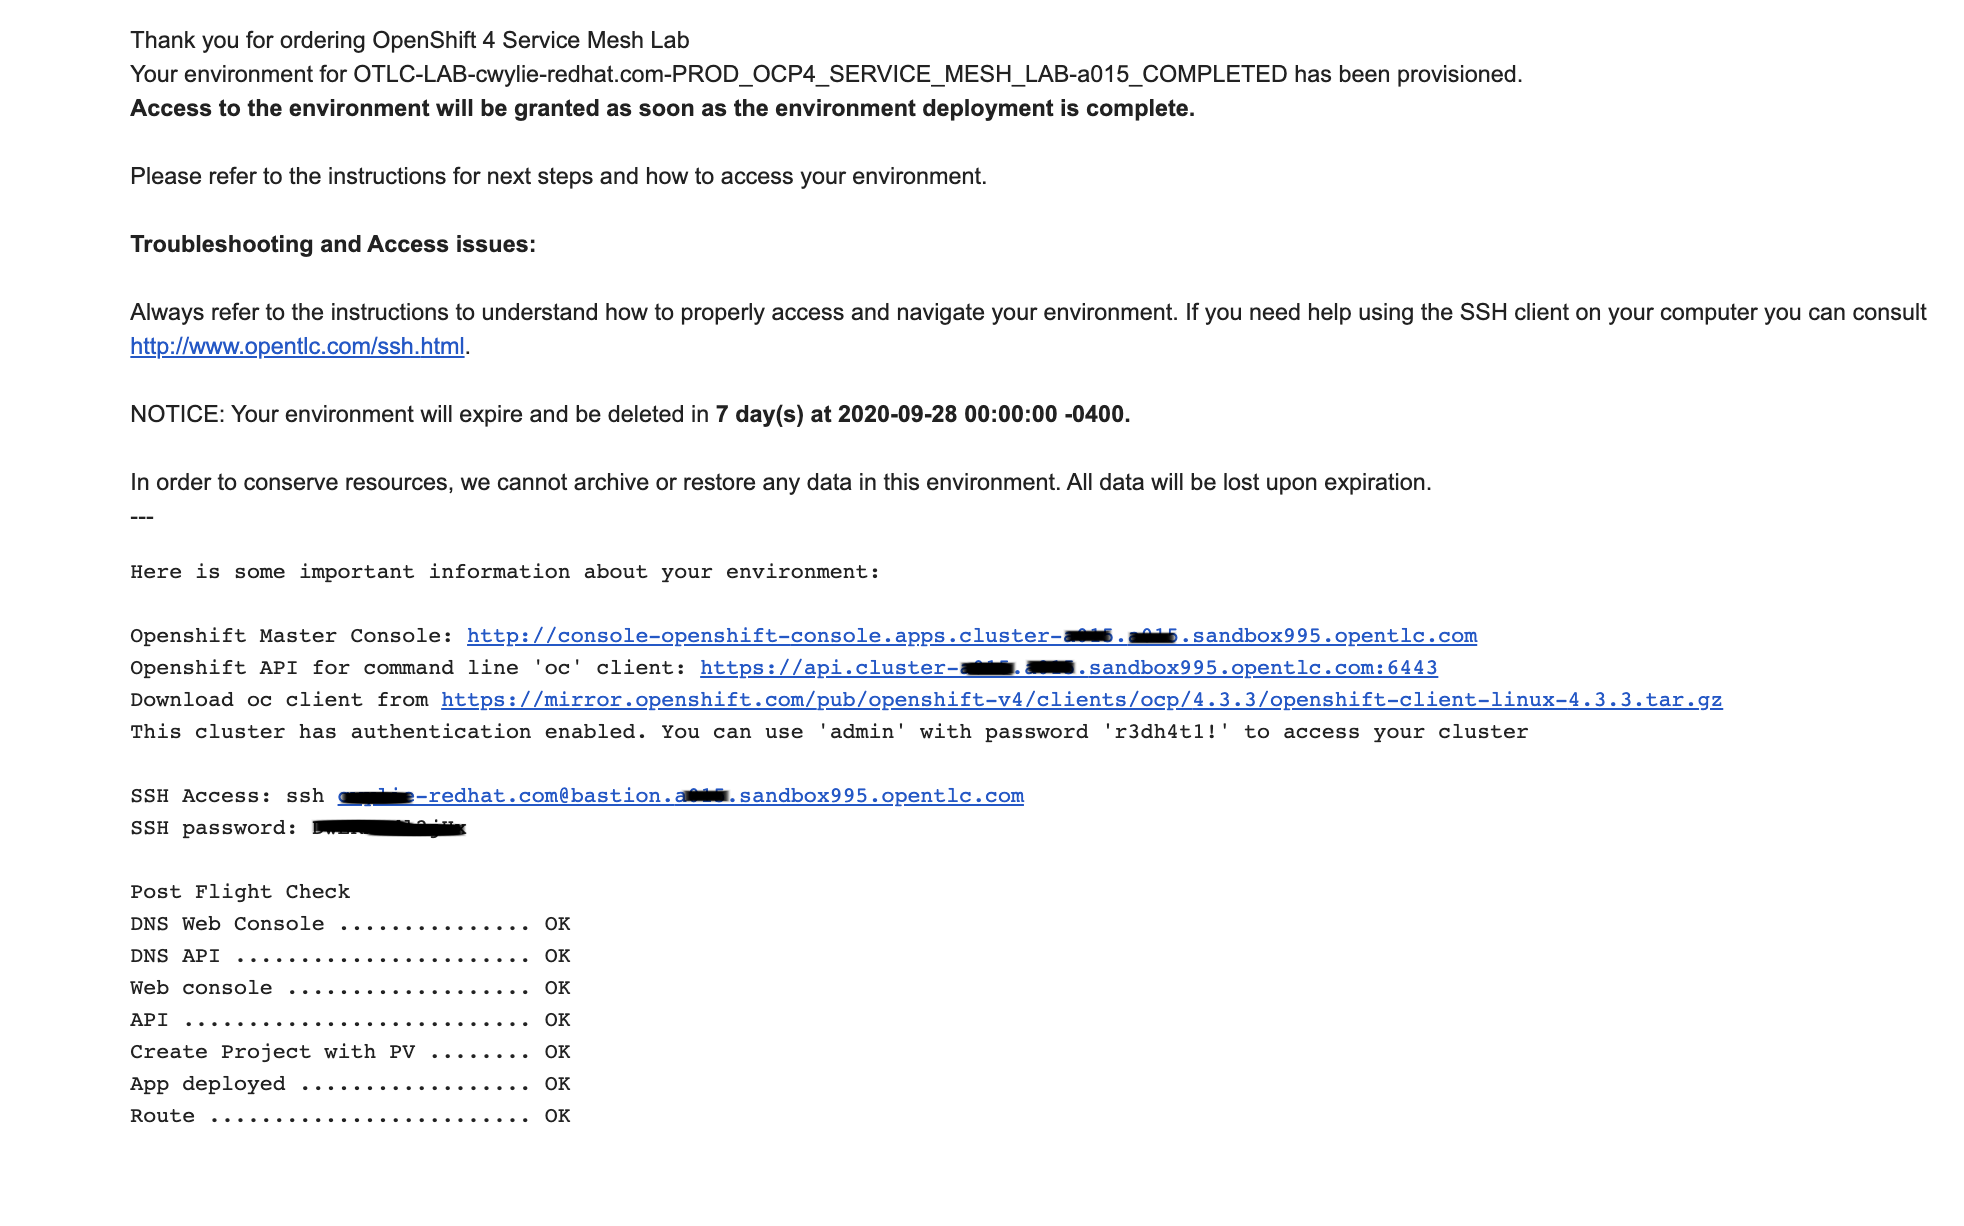 Thank you for ordering OpenShift 4 Service Mesh Lab
Your environment for OTLC-LAB-cwylie-redhat.com-PROD_OCP4_SERVICE_MESH_LAB-a015_COMPLETED has been provisioned.
Access to the environment will be granted as soon as the environment deployment is complete.
Please refer to the instructions for next steps and how to access your environment.
Troubleshooting and Access issues:
Always refer to the instructions to understand how to properly access and navigate your environment. If you need help using the SSH client on your computer you can consult
http://www.opentlc.com/ssh.html.
NOTICE: Your environment will expire and be deleted in 7 day(s) at 2020-09-28 00:00:00 -0400.
In order to conserve resources, we cannot archive or restore any data in this environment. All data will be lost upon expiration.
---
Here is some important information about your environment:
Openshift Master Console: http://console-openshift-console.apps.cluster-..sandbox995.opentlc.com
Openshift API for command line 'oc' client: https://api.cluster-..sandbox995.opentlc.com:6443
Download oc client from https://mirror.openshift.com/pub/openshift-v4/clients/ocp/4.3.3/openshift-client-linux-4.3.3.tar.gz
This cluster has authentication enabled. You can use 'admin' with password 'r3dh4t1!' to access your cluster
SSH Access: ssh -redhat.com@bastion..sandbox995.opentlc.com
SSH password:
Post Flight Check
DNS Web Console ............... OK
DNS API ....................... OK
Web console ................... OK
API ........................... OK
Create Project with PV ........ OK
App deployed .................. OK
Route ......................... OK